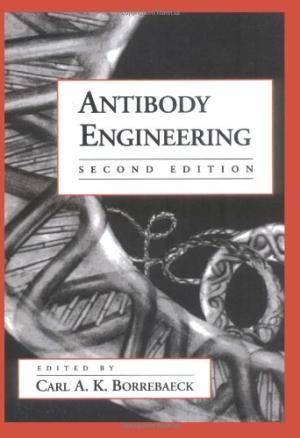 ANTIBODY
ENGINEERING
SECOND EDITION
EDITED BY
CARL A. K. BORREBAECK